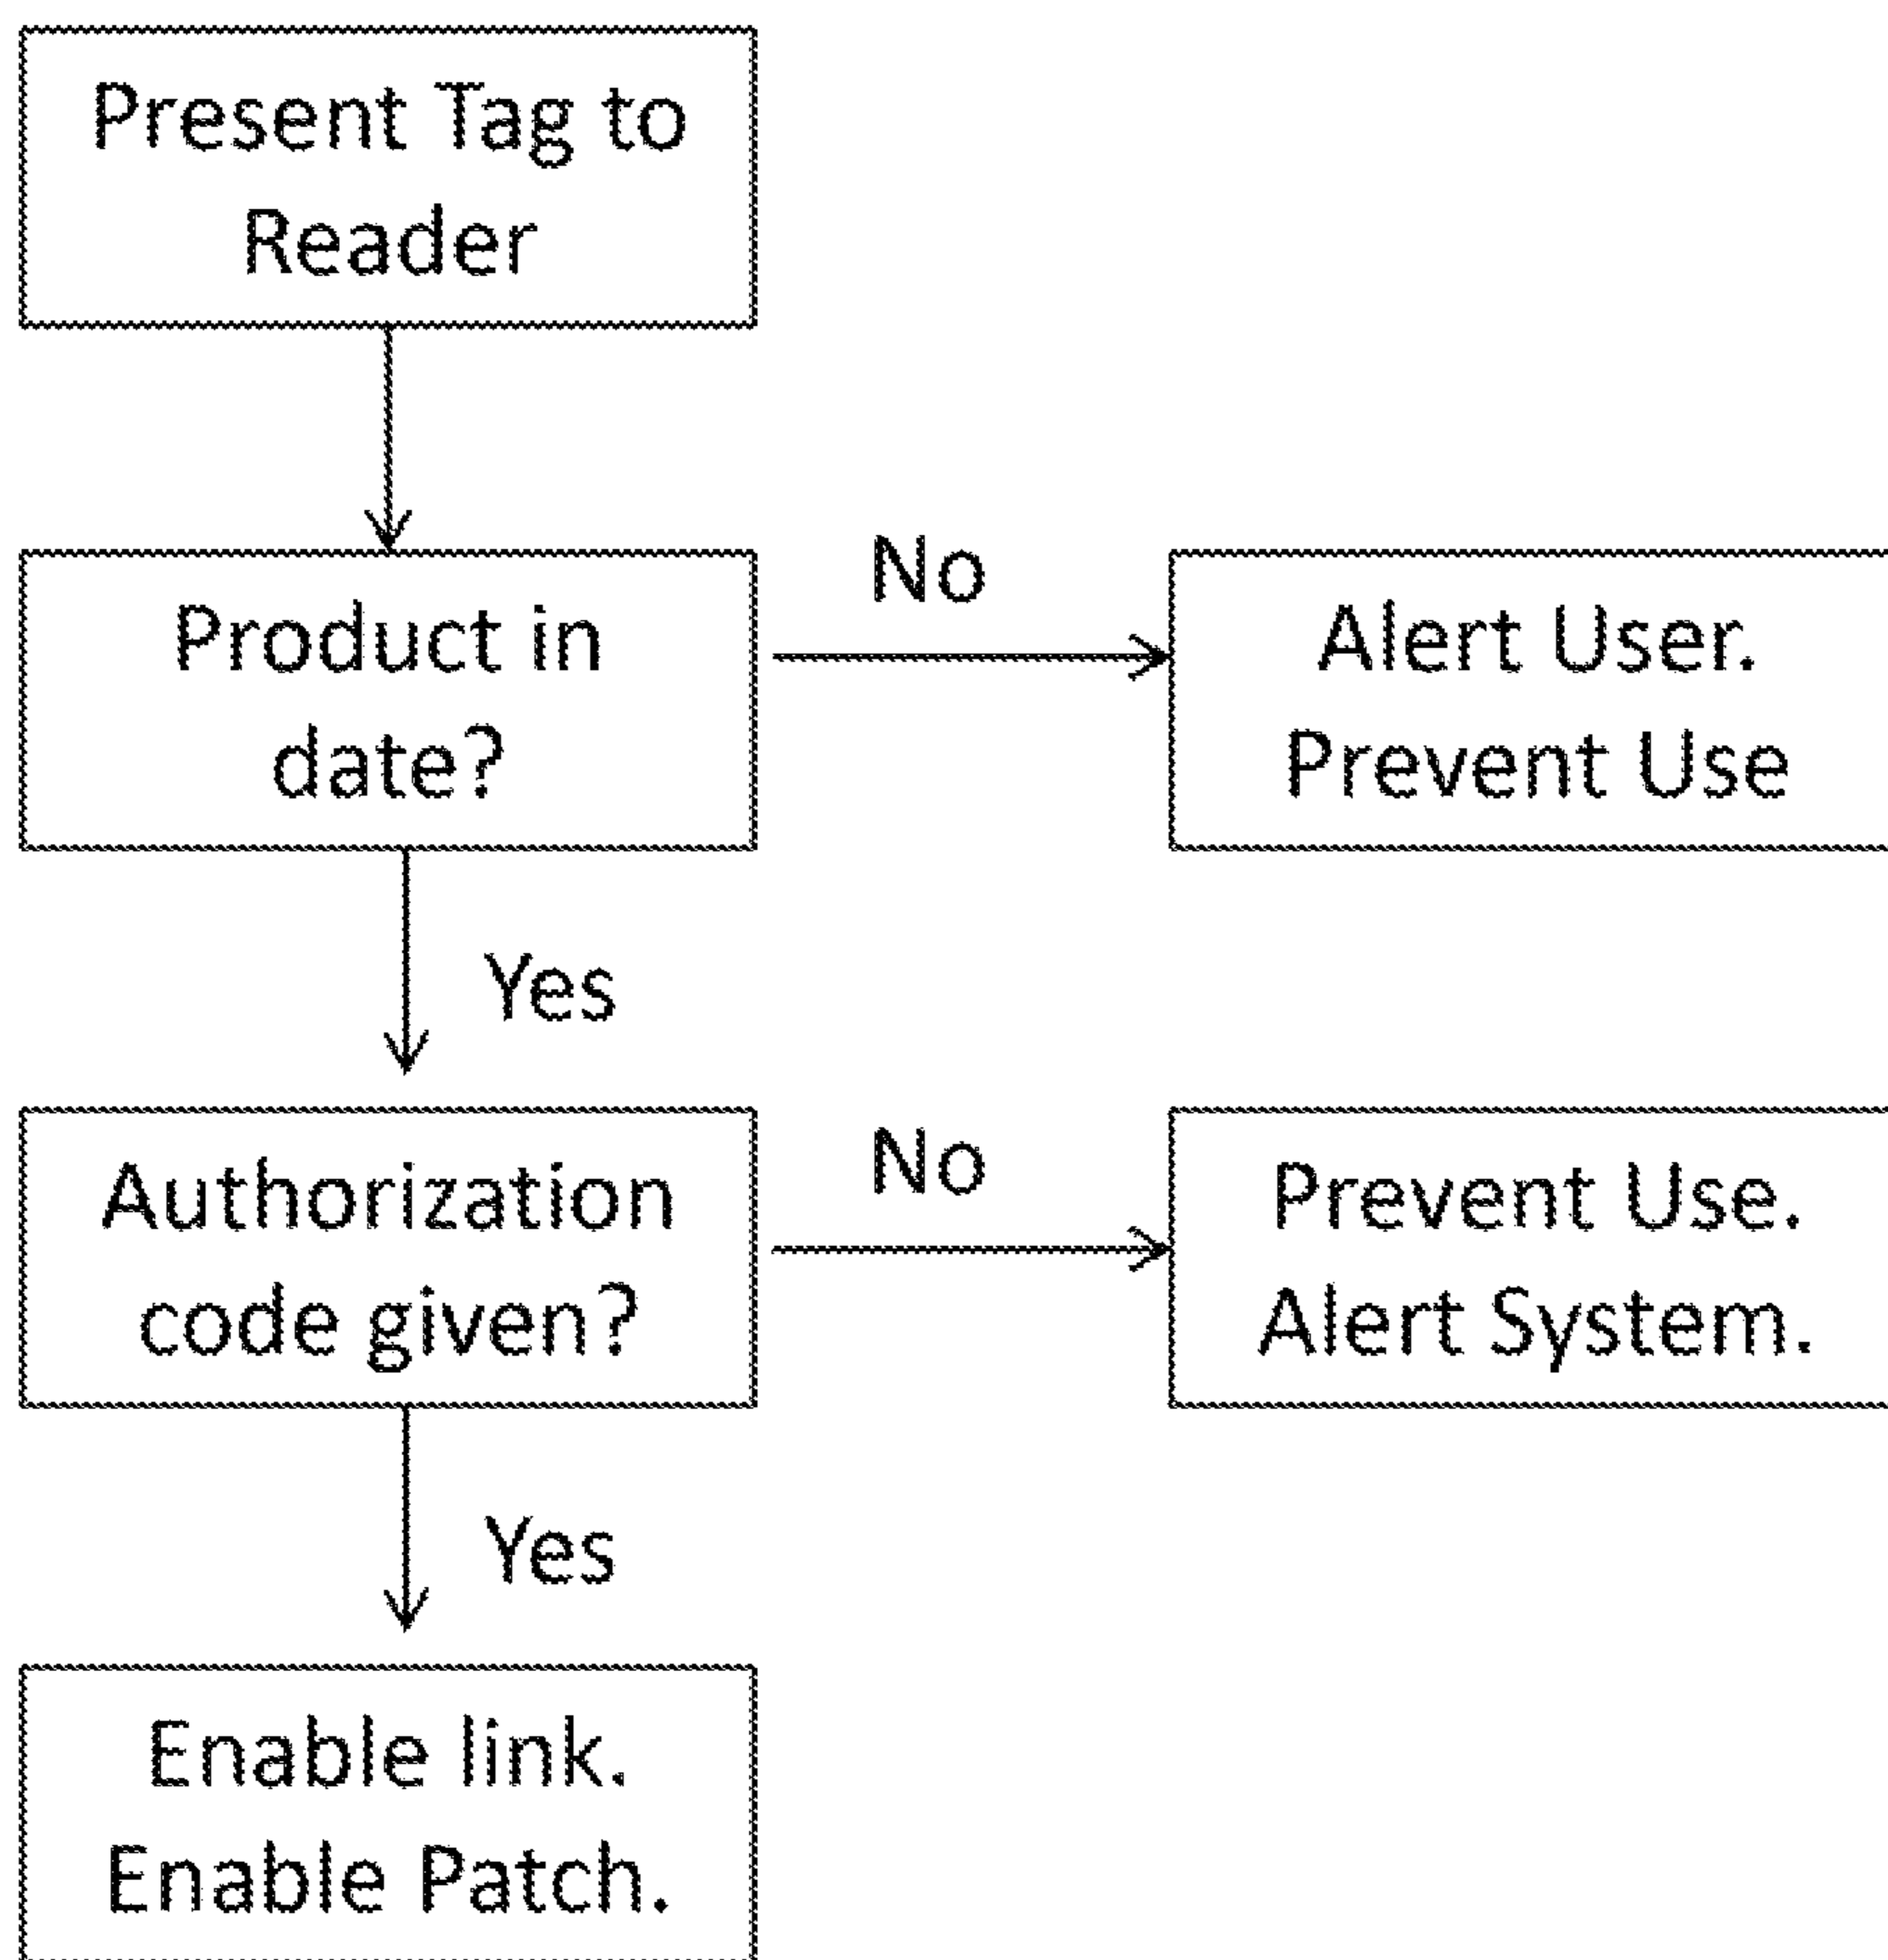 Present Tag to
Reader
Product in
date?
No
Alert User.
Prevent Use
Yes
Authorization
code given?
No
Prevent Use.
Alert System.
Yes
Enable link.
Enable Patch.